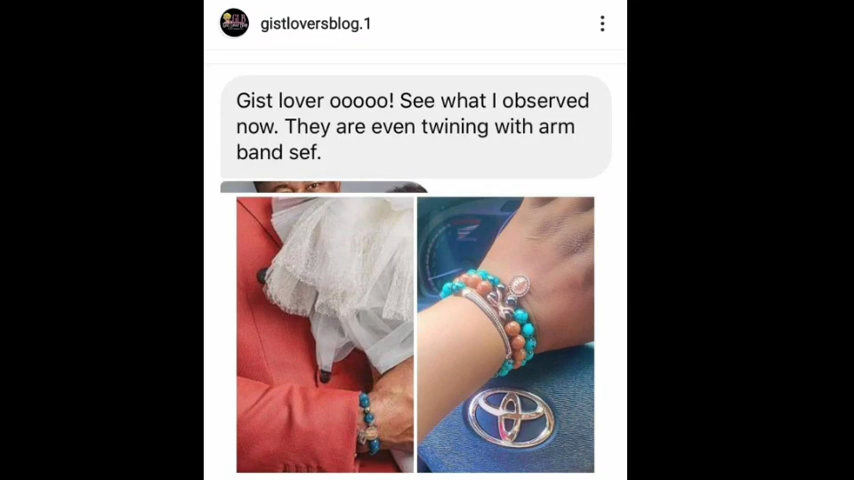 gistloversblog.1
Gist lover ooooo! See what I observed
now. They are even twining with arm
band sef.